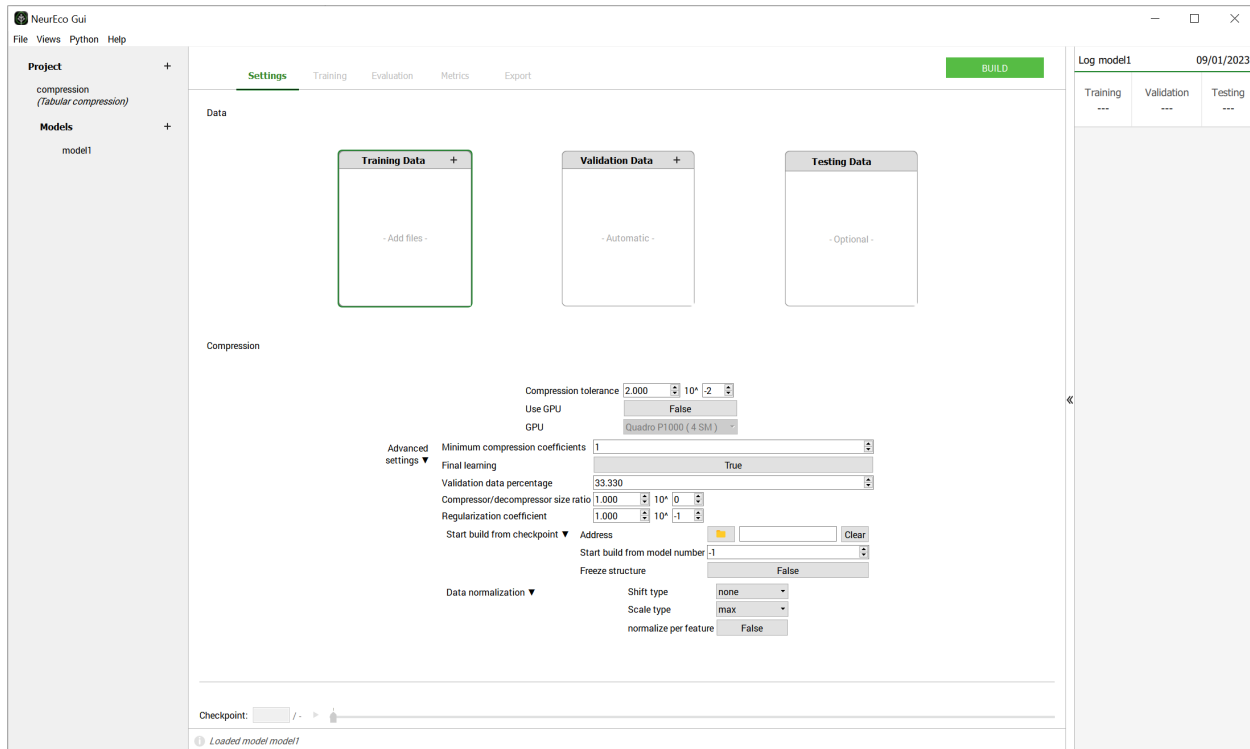 NeurEco Gui
File Views Python Help
Project +
compression
(Tabular compression)
Models +
model1
Settings Training Evaluation Metrics Export BUILD
Data
Training Data +
- Add files -
Validation Data +
- Automatic -
Testing Data
- Optional -
Compression
Compression tolerance 2.000 10^ -2
Use GPU False
GPU Quadro P1000 ( 4 SM )
Advanced settings ▼
Minimum compression coefficients 1
Final learning True
Validation data percentage 33.330
Compressor/decompressor size ratio 1.000 10^ 0
Regularization coefficient 1.000 10^ -1
Start build from checkpoint ▼ Address Clear
Start build from model number -1
Freeze structure False
Data normalization ▼ Shift type none
Scale type max
normalize per feature False
Checkpoint: / -
Loaded model model1
Log model1 09/01/2023
Training Validation Testing
--- --- ---
«